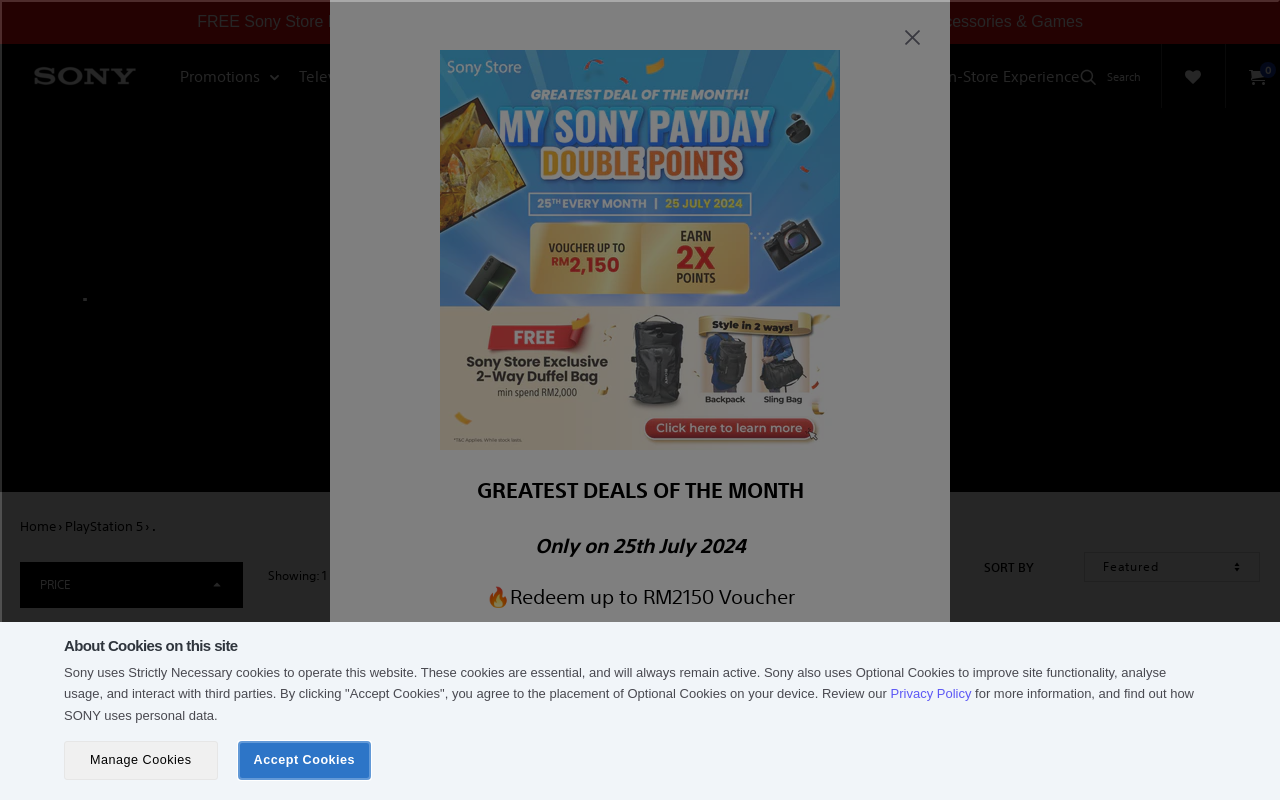 FREE Sony Store
cessories & Games
SONY
Promotions
Telev
n-Store Experience
Search
0
Sony Store
GREATEST DEAL OF THE MONTH!
MY SONY PAYDAY
DOUBLE POINTS
25TH EVERY MONTH | 25 JULY 2024
VOUCHER UP TO
RM2,150
EARN
2X
POINTS
FREE
Sony Store Exclusive
2-Way Duffel Bag
min spend RM2,000
Style in 2 ways!
Backpack
Sling Bag
Click here to learn more
*T&C Applies. While stock lasts
GREATEST DEALS OF THE MONTH
Only on 25th July 2024
🔥Redeem up to RM2150 Voucher
Home › PlayStation 5 › .
PRICE
Showing: 1
SORT BY
Featured
About Cookies on this site
Sony uses Strictly Necessary cookies to operate this website. These cookies are essential, and will always remain active. Sony also uses Optional Cookies to improve site functionality, analyse
usage, and interact with third parties. By clicking "Accept Cookies", you agree to the placement of Optional Cookies on your device. Review our Privacy Policy for more information, and find out how
SONY uses personal data.
Manage Cookies
Accept Cookies